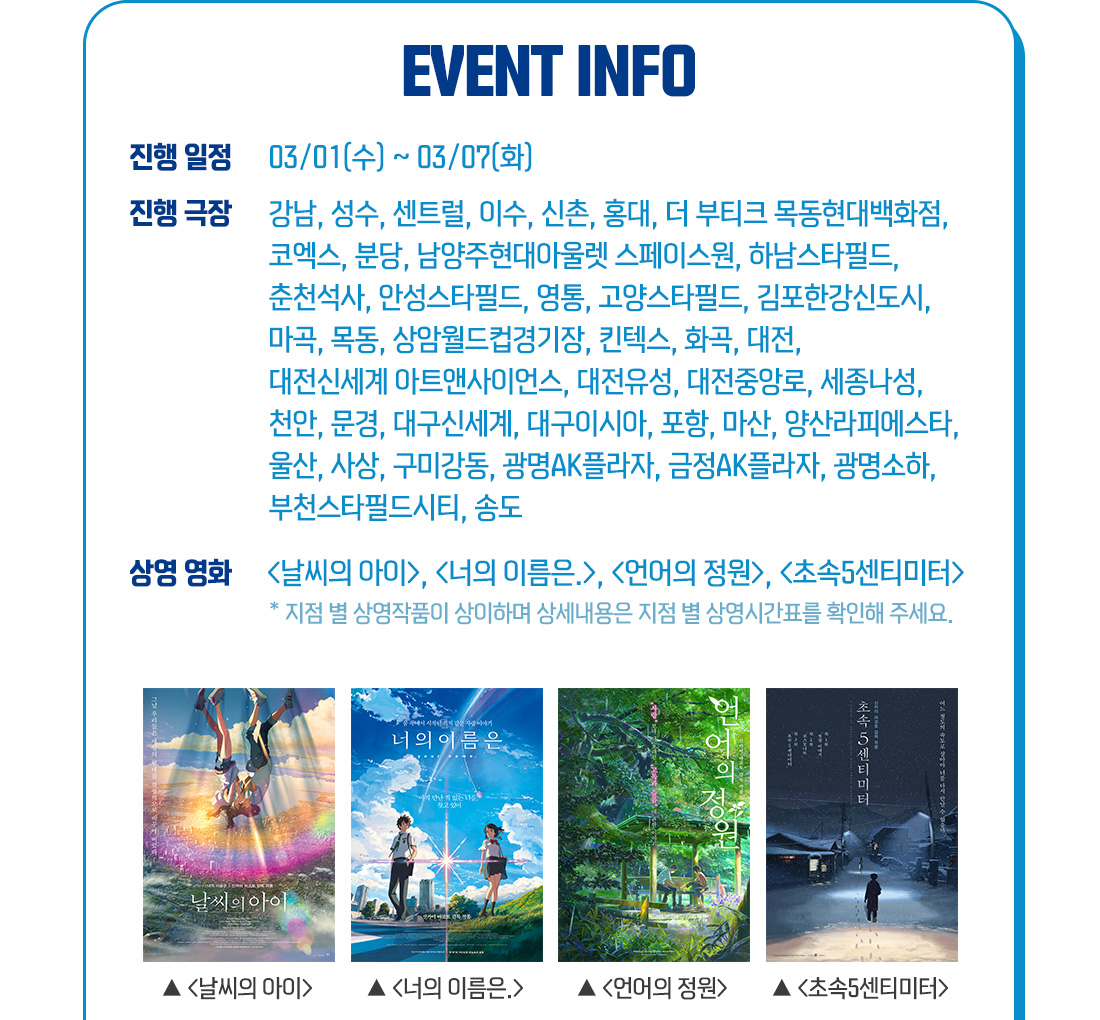 EVENT INFO
진행 일정 03/01(수) ~ 03/07(화)
진행 극장 강남, 성수, 센트럴, 이수, 신촌, 홍대, 더 부티크 목동현대백화점,
코엑스, 분당, 남양주현대아울렛 스페이스원, 하남스타필드,
춘천석사, 안성스타필드, 영통, 고양스타필드, 김포한강신도시,
마곡, 목동, 상암월드컵경기장, 킨텍스, 화곡, 대전,
대전신세계 아트앤사이언스, 대전유성, 대전중앙로, 세종나성,
천안, 문경, 대구신세계, 대구이시아, 포항, 마산, 양산라피에스타,
울산, 사상, 구미강동, 광명AK플라자, 금정AK플라자, 광명소하,
부천스타필드시티, 송도
상영 영화 <날씨의 아이>, <너의 이름은.>, <언어의 정원>, <초속5센티미터>
* 지점 별 상영작품이 상이하며 상세내용은 지점 별 상영시간표를 확인해 주세요.
날씨의 아이
너의 이름은.
언어의 정원
초속5센티미터
▲ <날씨의 아이>
▲ <너의 이름은.>
▲ <언어의 정원>
▲ <초속5센티미터>